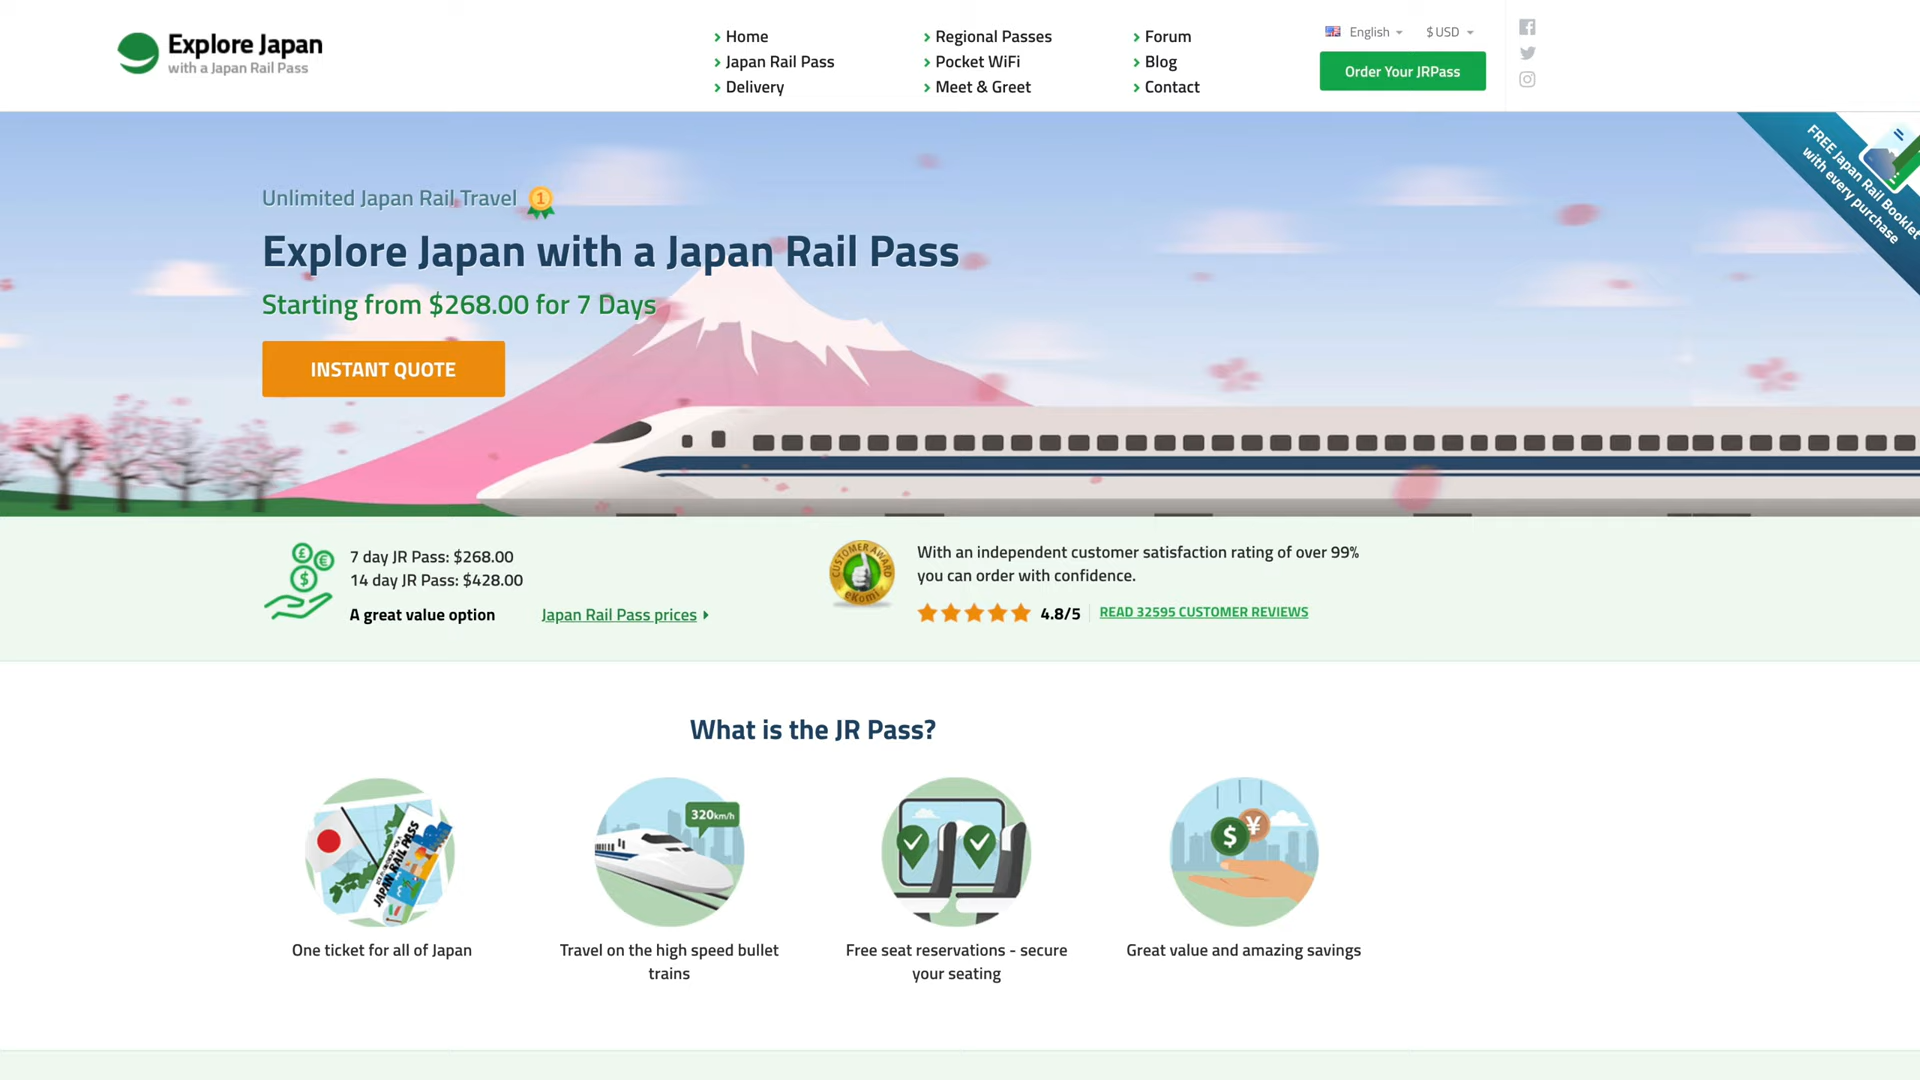 Explore Japan
with a Japan Rail Pass
Home
Japan Rail Pass
Delivery
Regional Passes
Pocket WiFi
Meet & Greet
Forum
Blog
Contact
English
$ USD
Order Your JRPass
FREE Japan Rail Booklet
with every purchase
Unlimited Japan Rail Travel
1
Explore Japan with a Japan Rail Pass
Starting from $268.00 for 7 Days
INSTANT QUOTE
£
€
$
7 day JR Pass: $268.00
14 day JR Pass: $428.00
A great value option
Japan Rail Pass prices
CUSTOMER AWARD
eKomi
With an independent customer satisfaction rating of over 99%
you can order with confidence.
4.8/5
READ 32595 CUSTOMER REVIEWS
What is the JR Pass?
JAPAN RAIL PASS
320km/h
$
¥
One ticket for all of Japan
Travel on the high speed bullet
trains
Free seat reservations - secure
your seating
Great value and amazing savings